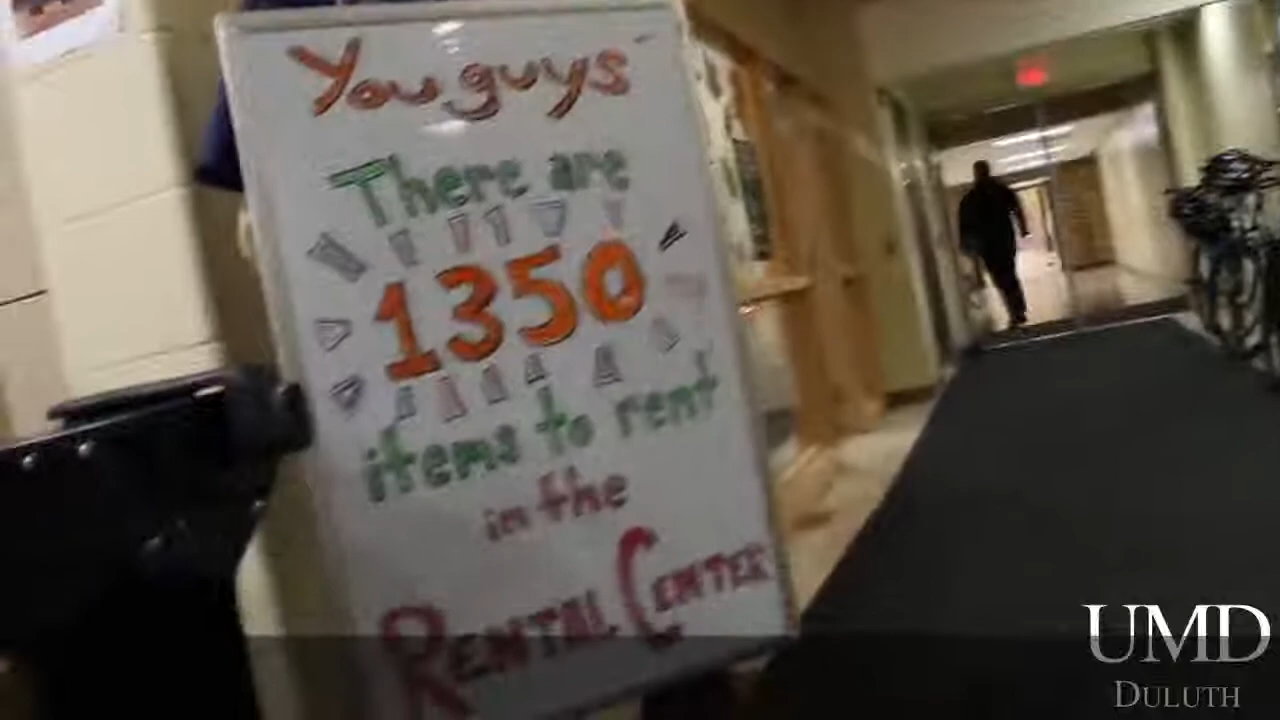 You guys
There are
1350
items to rent
in the
RENTAL CENTER
UMD
DULUTH